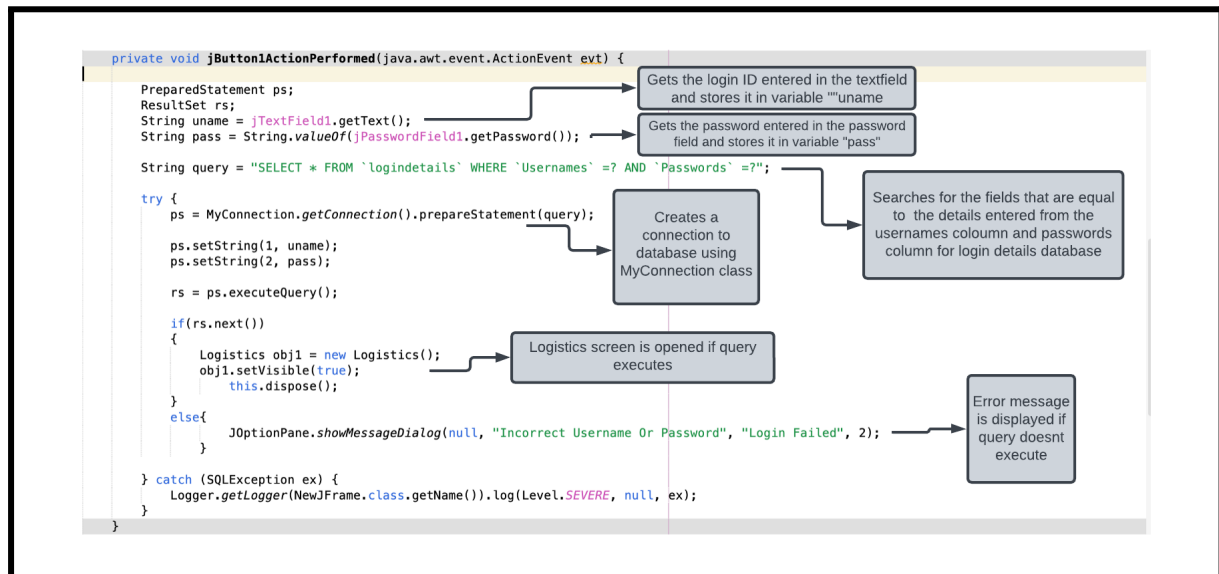 private void jButton1ActionPerformed(java.awt.event.ActionEvent evt) {
PreparedStatement ps;
ResultSet rs;
String uname = jTextField1.getText();
String pass = String.valueOf(jPasswordField1.getPassword());
Gets the login ID entered in the textfield
and stores it in variable ""uname
Gets the password entered in the password
field and stores it in variable "pass"
String query = "SELECT * FROM `logindetails` WHERE `Usernames` =? AND `Passwords` =?";
Searches for the fields that are equal
to  the details entered from the
usernames coloumn and passwords
column for login details database
try {
ps = MyConnection.getConnection().prepareStatement(query);
Creates a
connection to
database using
MyConnection class
ps.setString(1, uname);
ps.setString(2, pass);
rs = ps.executeQuery();
if(rs.next())
{
Logistics obj1 = new Logistics();
obj1.setVisible(true);
this.dispose();
}
Logistics screen is opened if query
executes
else{
JOptionPane.showMessageDialog(null, "Incorrect Username Or Password", "Login Failed", 2);
}
Error message
is displayed if
query doesnt
execute
} catch (SQLException ex) {
Logger.getLogger(NewJFrame.class.getName()).log(Level.SEVERE, null, ex);
}
}